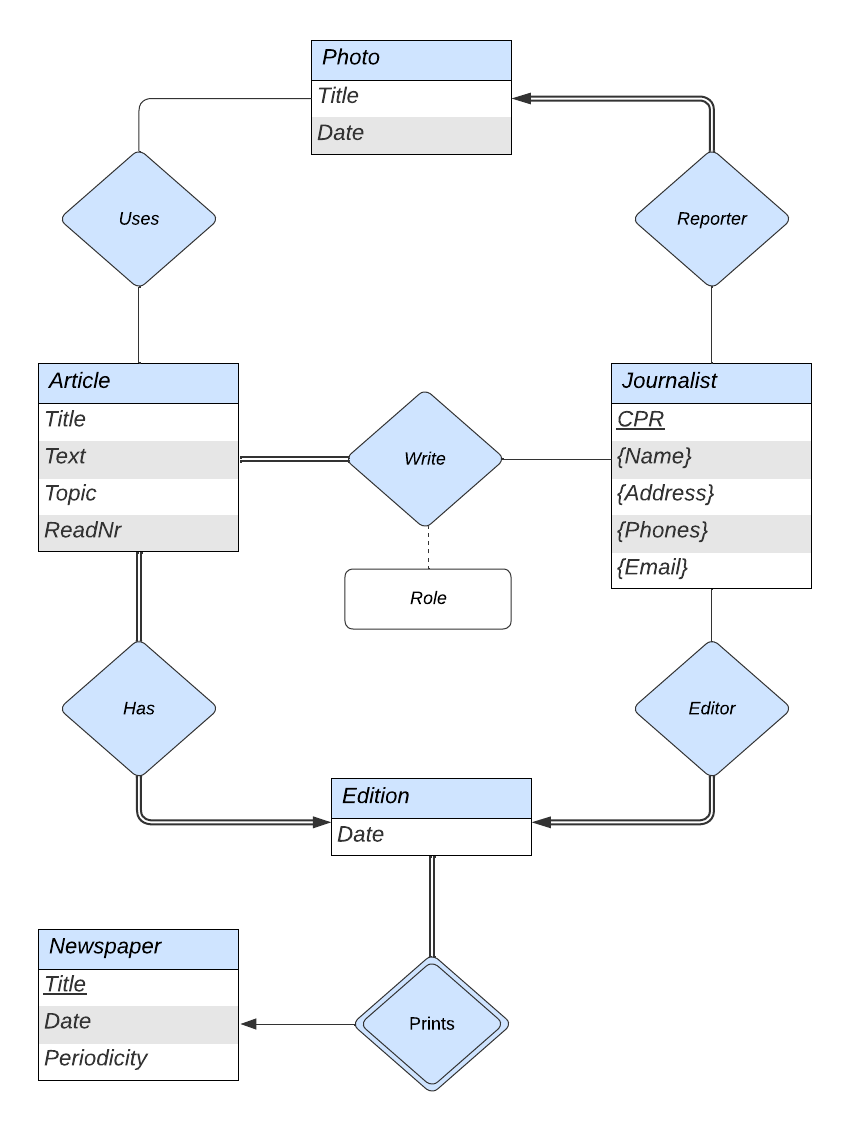 Photo
Title
Date
Uses
Reporter
Article
Title
Text
Topic
ReadNr
Write
Role
Journalist
CPR
{Name}
{Address}
{Phones}
{Email}
Has
Editor
Edition
Date
Newspaper
Title
Date
Periodicity
Prints